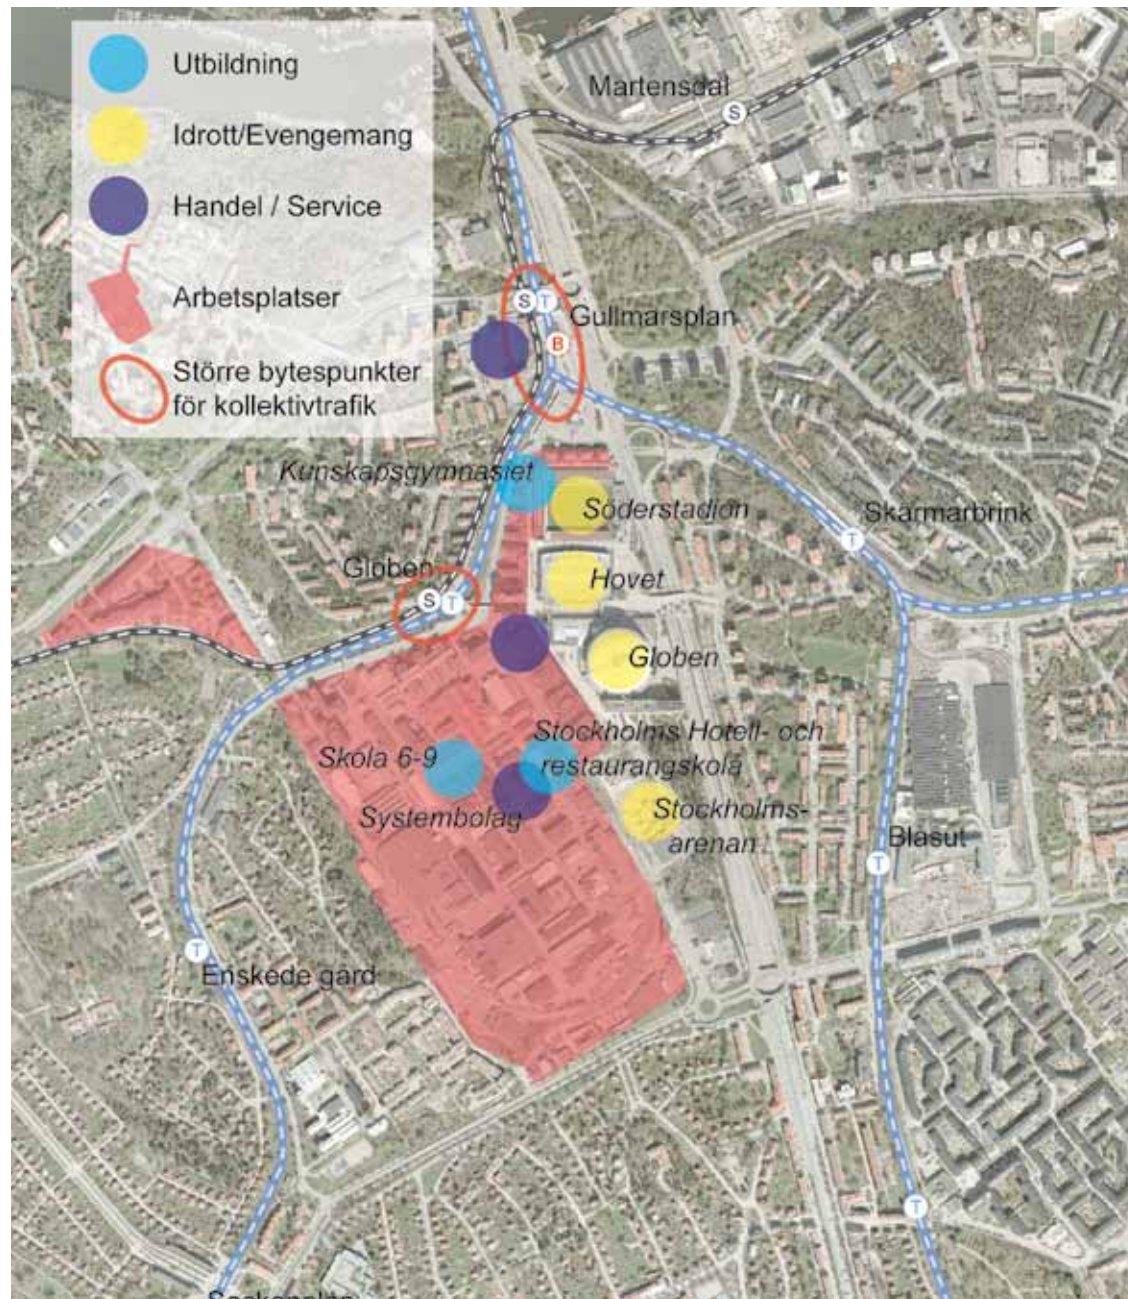 Utbildning
Idrott/Evengemang
Handel / Service
Arbetsplatser
Större bytespunkter
för kollektivtrafik
Martensdal
S
S T
Gullmarsplan
B
Kunskapsgymnasiet
Söderstadion
Skarmarbrink
T
Globen
Hovet
S T
Globen
Stockholms Hotell- och
restaurangskola
Skola 6-9
Systembolag
Stockholms-
arenan
Blasut
T
T
Enskede gard
T